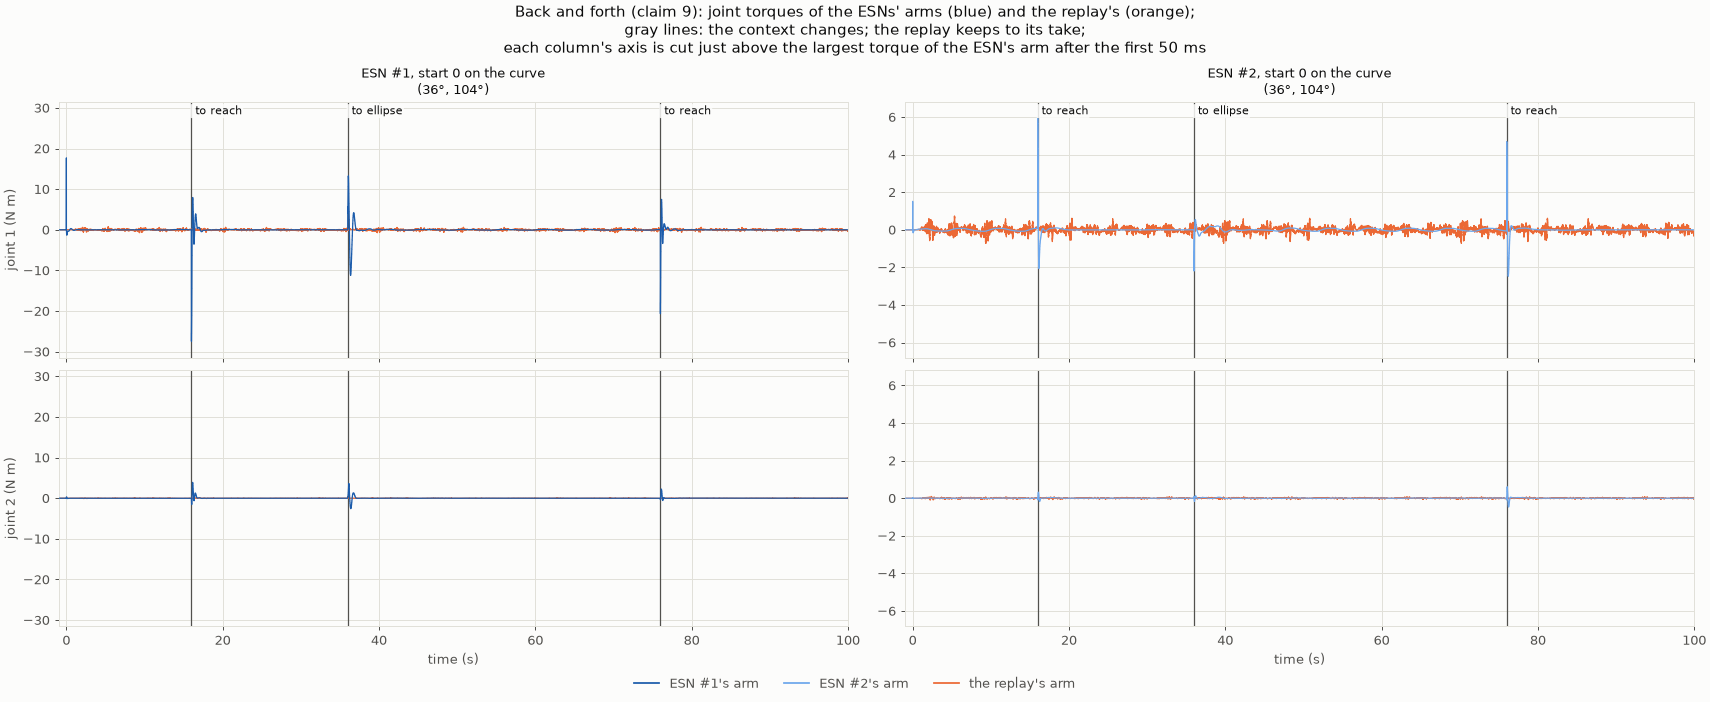 Back and forth (claim 9): joint torques of the ESNs' arms (blue) and the replay's (orange);
gray lines: the context changes; the replay keeps to its take;
each column's axis is cut just above the largest torque of the ESN's arm after the first 50 ms
ESN #1, start 0 on the curve
(36°, 104°)
to reach
to ellipse
to reach
joint 1 (N m)
30
20
10
0
−10
−20
−30
ESN #2, start 0 on the curve
(36°, 104°)
to reach
to ellipse
to reach
6
4
2
0
−2
−4
−6
joint 2 (N m)
30
20
10
0
−10
−20
−30
0 20 40 60 80 100
time (s)
6
4
2
0
−2
−4
−6
0 20 40 60 80 100
time (s)
ESN #1's arm
ESN #2's arm
the replay's arm